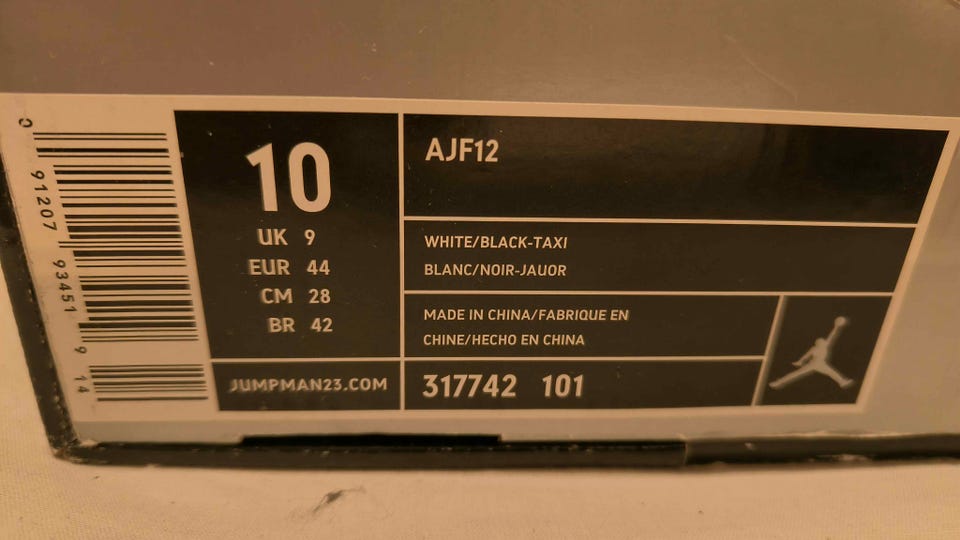 0 91207 93451 9 14
10
UK 9
EUR 44
CM 28
BR 42
JUMPMAN23.COM
AJF12
WHITE/BLACK-TAXI
BLANC/NOIR-JAUOR
MADE IN CHINA/FABRIQUE EN
CHINE/HECHO EN CHINA
317742 101